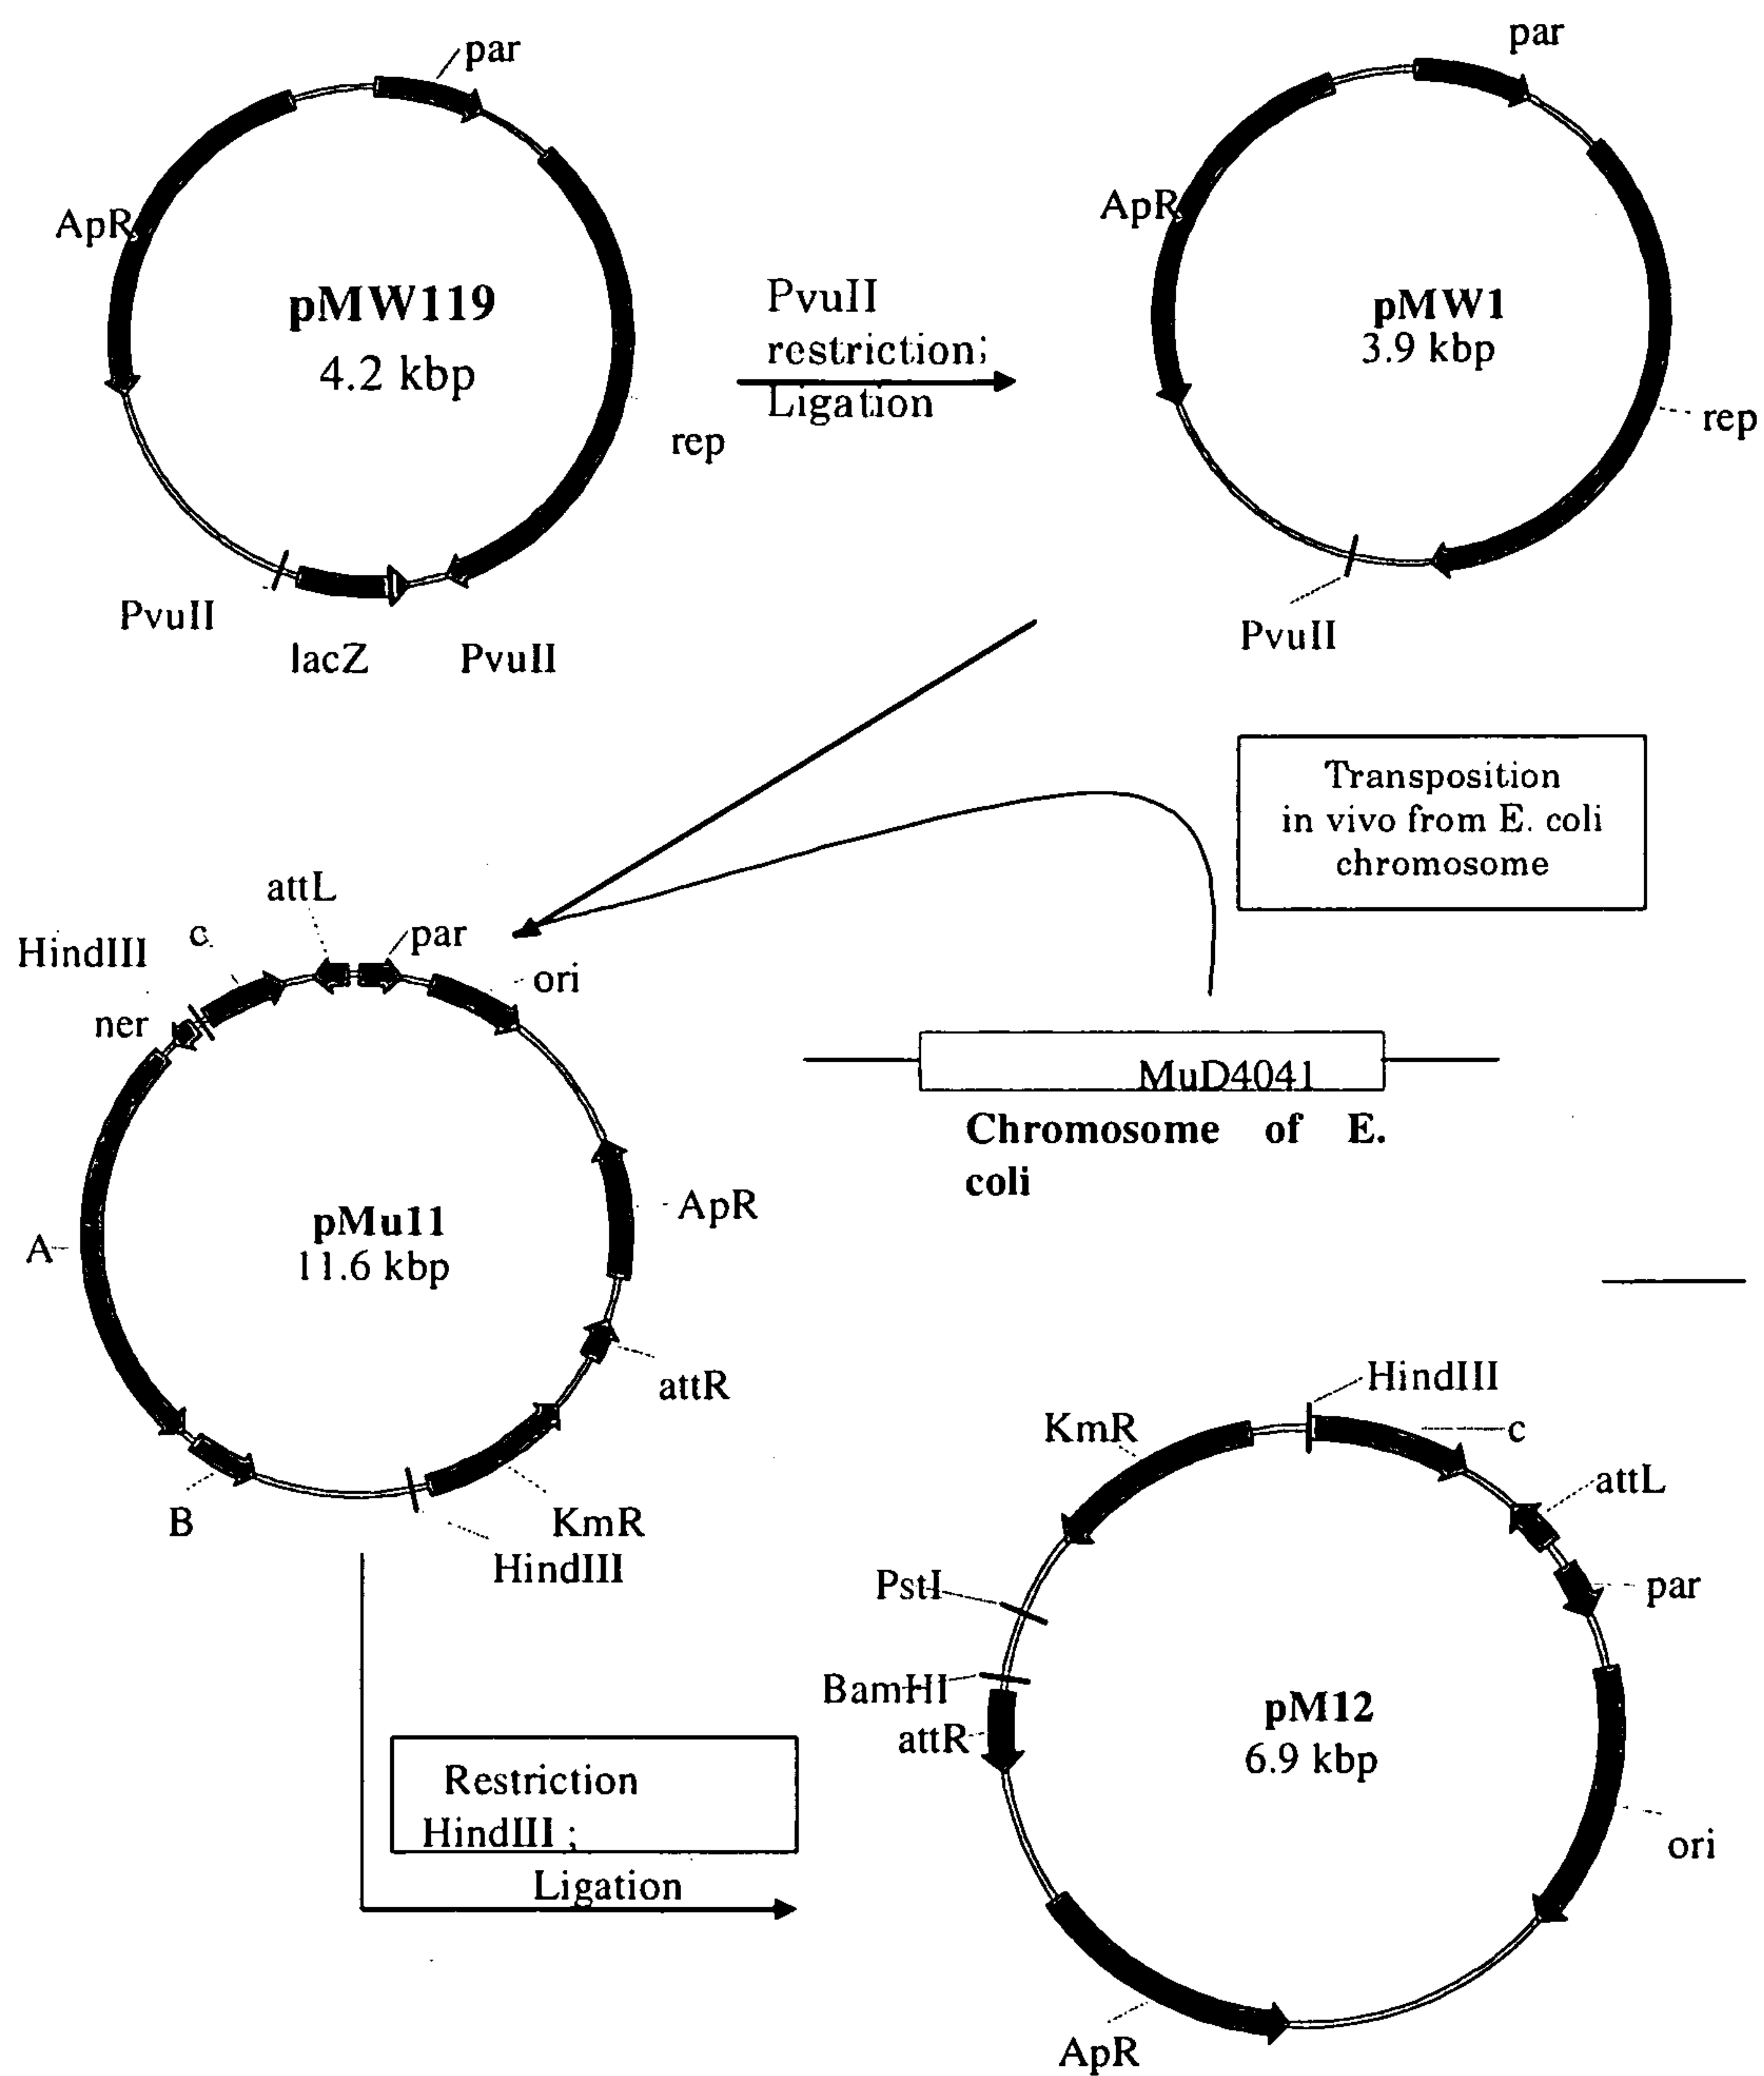 par
ApR
pMW119
4.2 kbp
rep
PvuII
lacZ
PvuII
PvuII
restriction;
Ligation
par
ApR
pMW1
3.9 kbp
rep
PvuII
Transposition
in vivo from E. coli
chromosome
attL
c
HindIII
par
ori
ner
MuD4041
Chromosome of E.
coli
ApR
pMu11
11.6 kbp
A
attR
B
KmR
HindIII
HindIII
KmR
c
attL
PstI
par
BamHI
attR
pM12
6.9 kbp
ori
ApR
Restriction
HindIII ;
Ligation